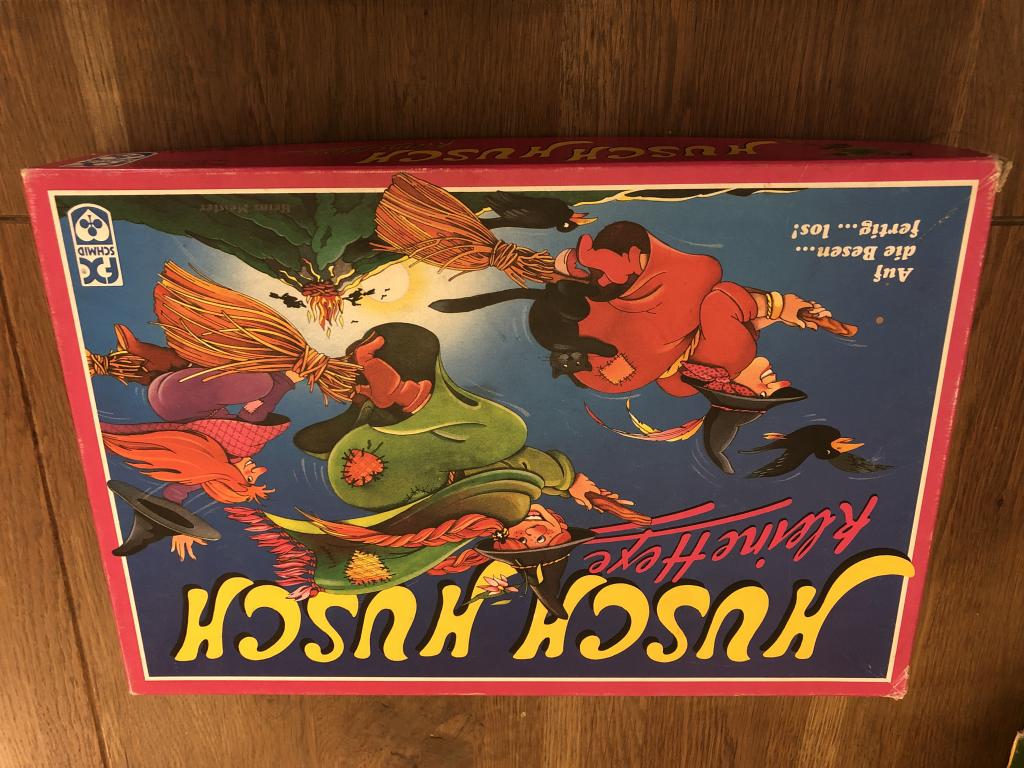 HUSCH HUSCH
Kleine Hexe
Auf
die Besen...
fertig... los!
Heinz Meister
FX
SCHMID
HUSCH HUSCH